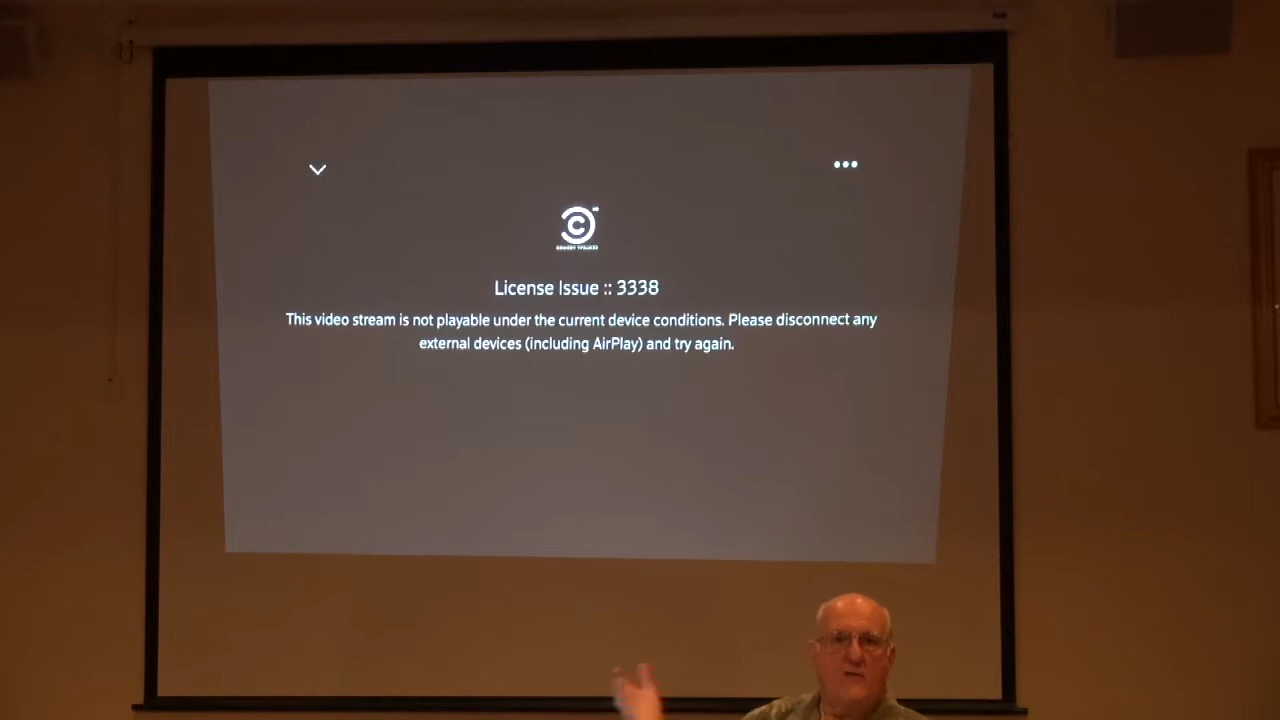 License Issue :: 3338
This video stream is not playable under the current device conditions. Please disconnect any
external devices (including AirPlay) and try again.